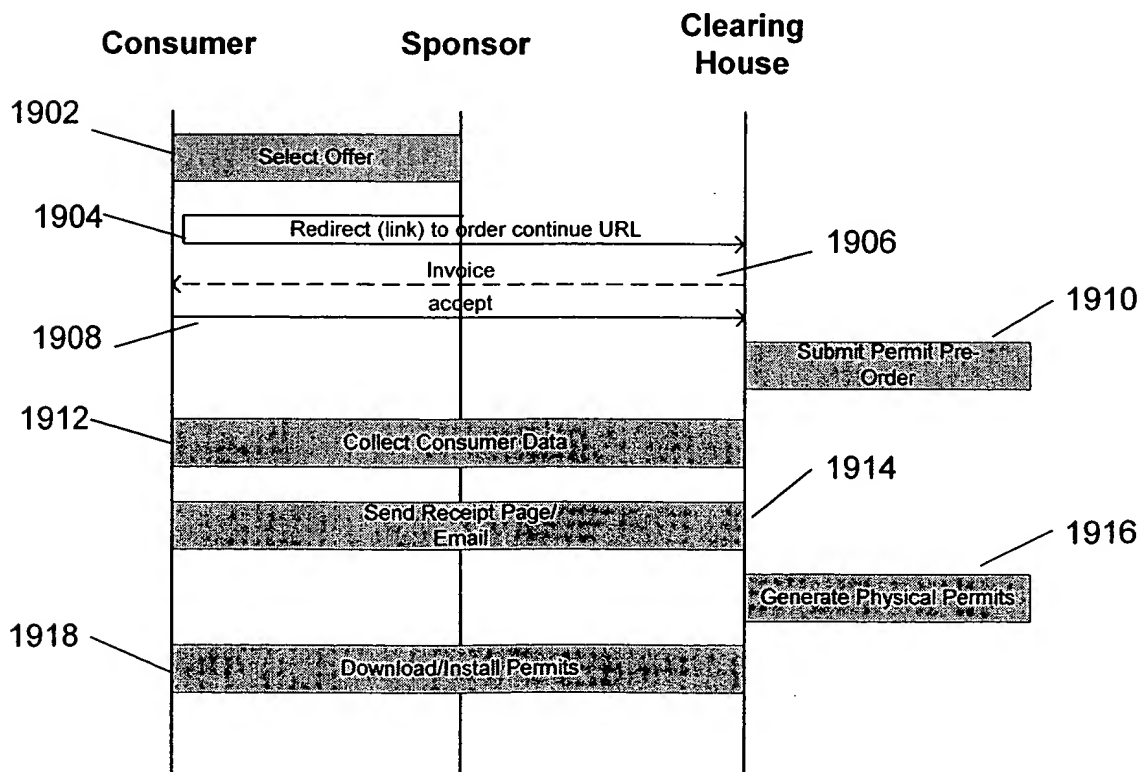 Consumer
Sponsor
Clearing
House
1902
Select Offer
1904
Redirect (link) to order continue URL
1906
Invoice
accept
1908
1910
Submit Permit Pre-
Order
1912
Collect Consumer Data
1914
Send Receipt Page/
Email
1916
Generate Physical Permits
1918
Download/Install Permits